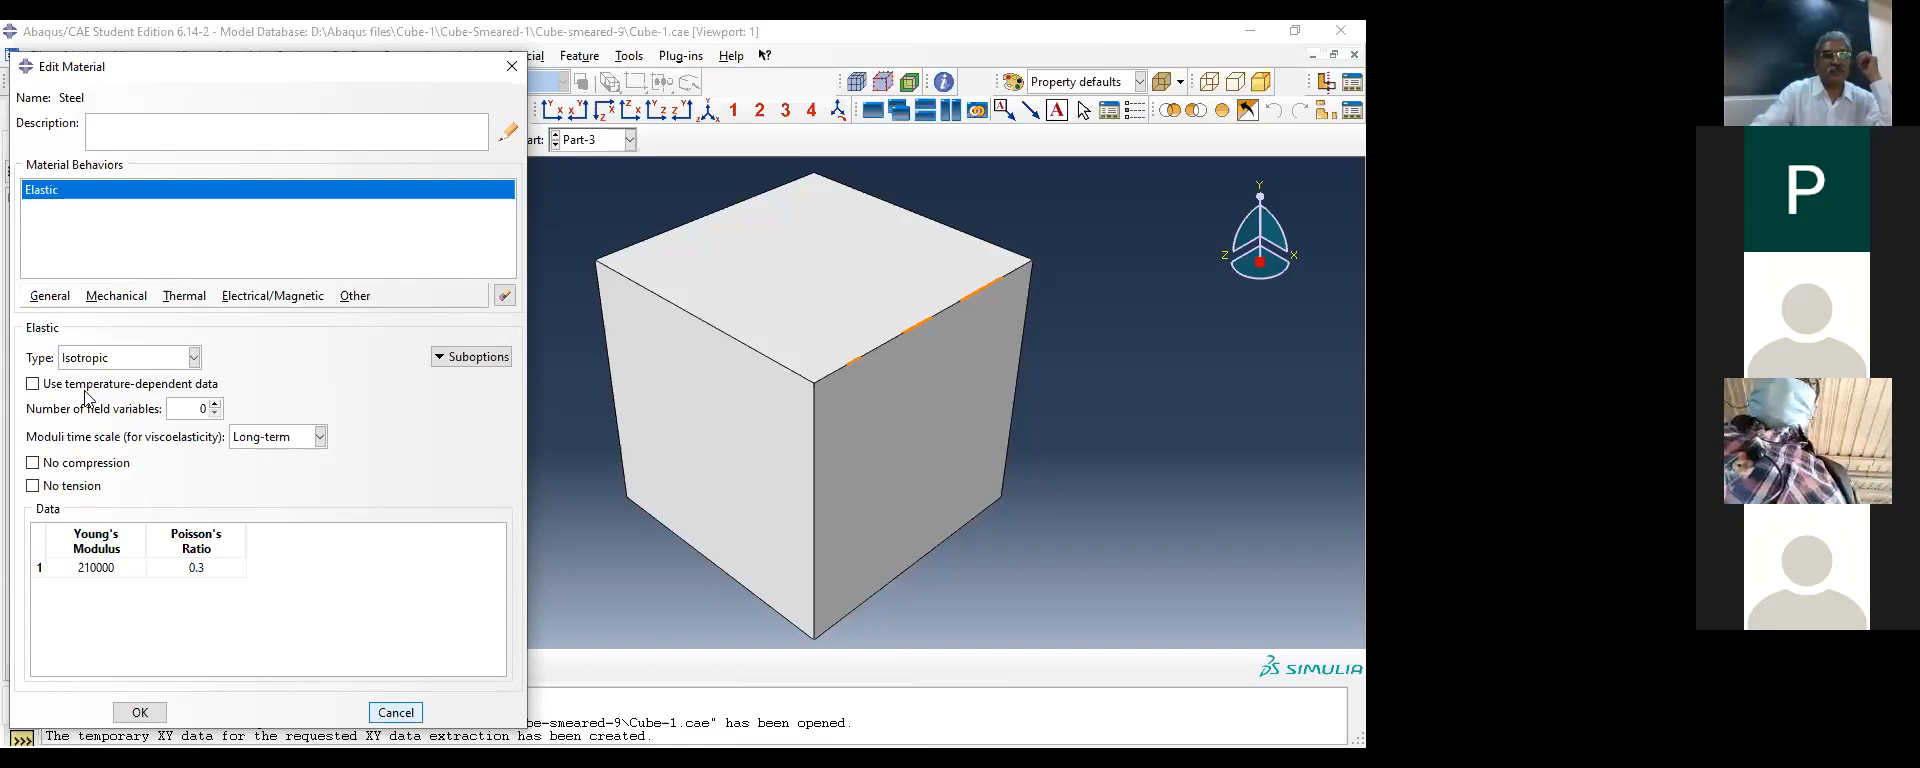 Abaqus/CAE Student Edition 6.14-2 - Model Database: D:\Abaqus files\Cube-1\Cube-Smeared-1\Cube-smeared-9\Cube-1.cae [Viewport: 1]
Feature Tools Plug-ins Help
Edit Material
Property defaults
Name: Steel
1 2 3 4 A A
Description:
art: Part-3
Material Behaviors
Elastic
Y
Z X
General Mechanical Thermal Electrical/Magnetic Other
Elastic
Type: Isotropic
Suboptions
Use temperature-dependent data
Number of field variables: 0
Moduli time scale (for viscoelasticity): Long-term
No compression
No tension
Data
Young's Modulus
Poisson's Ratio
1 210000 0.3
SIMULIA
OK Cancel
be-smeared-9\Cube-1.cae" has been opened.
The temporary XY data for the requested XY data extraction has been created.
P